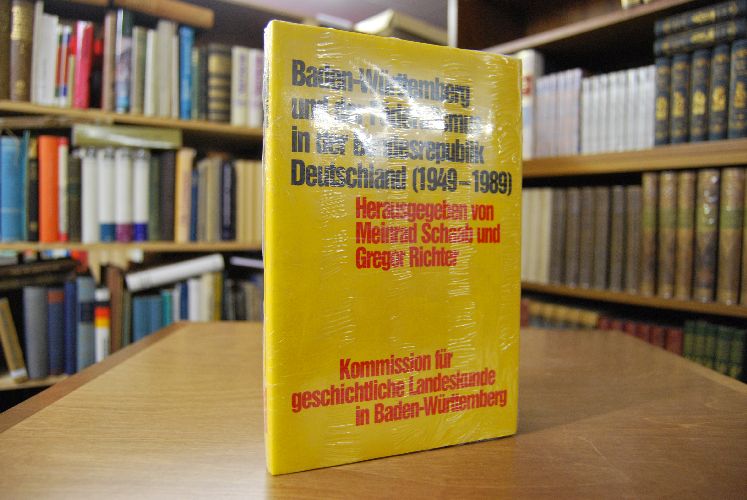 Baden-Württemberg
und der Föderalismus
in der Bundesrepublik
Deutschland (1949–1989)
Herausgegeben von
Meinrad Schaab und
Gregor Richter
Kommission für
geschichtliche Landeskunde
in Baden-Württemberg